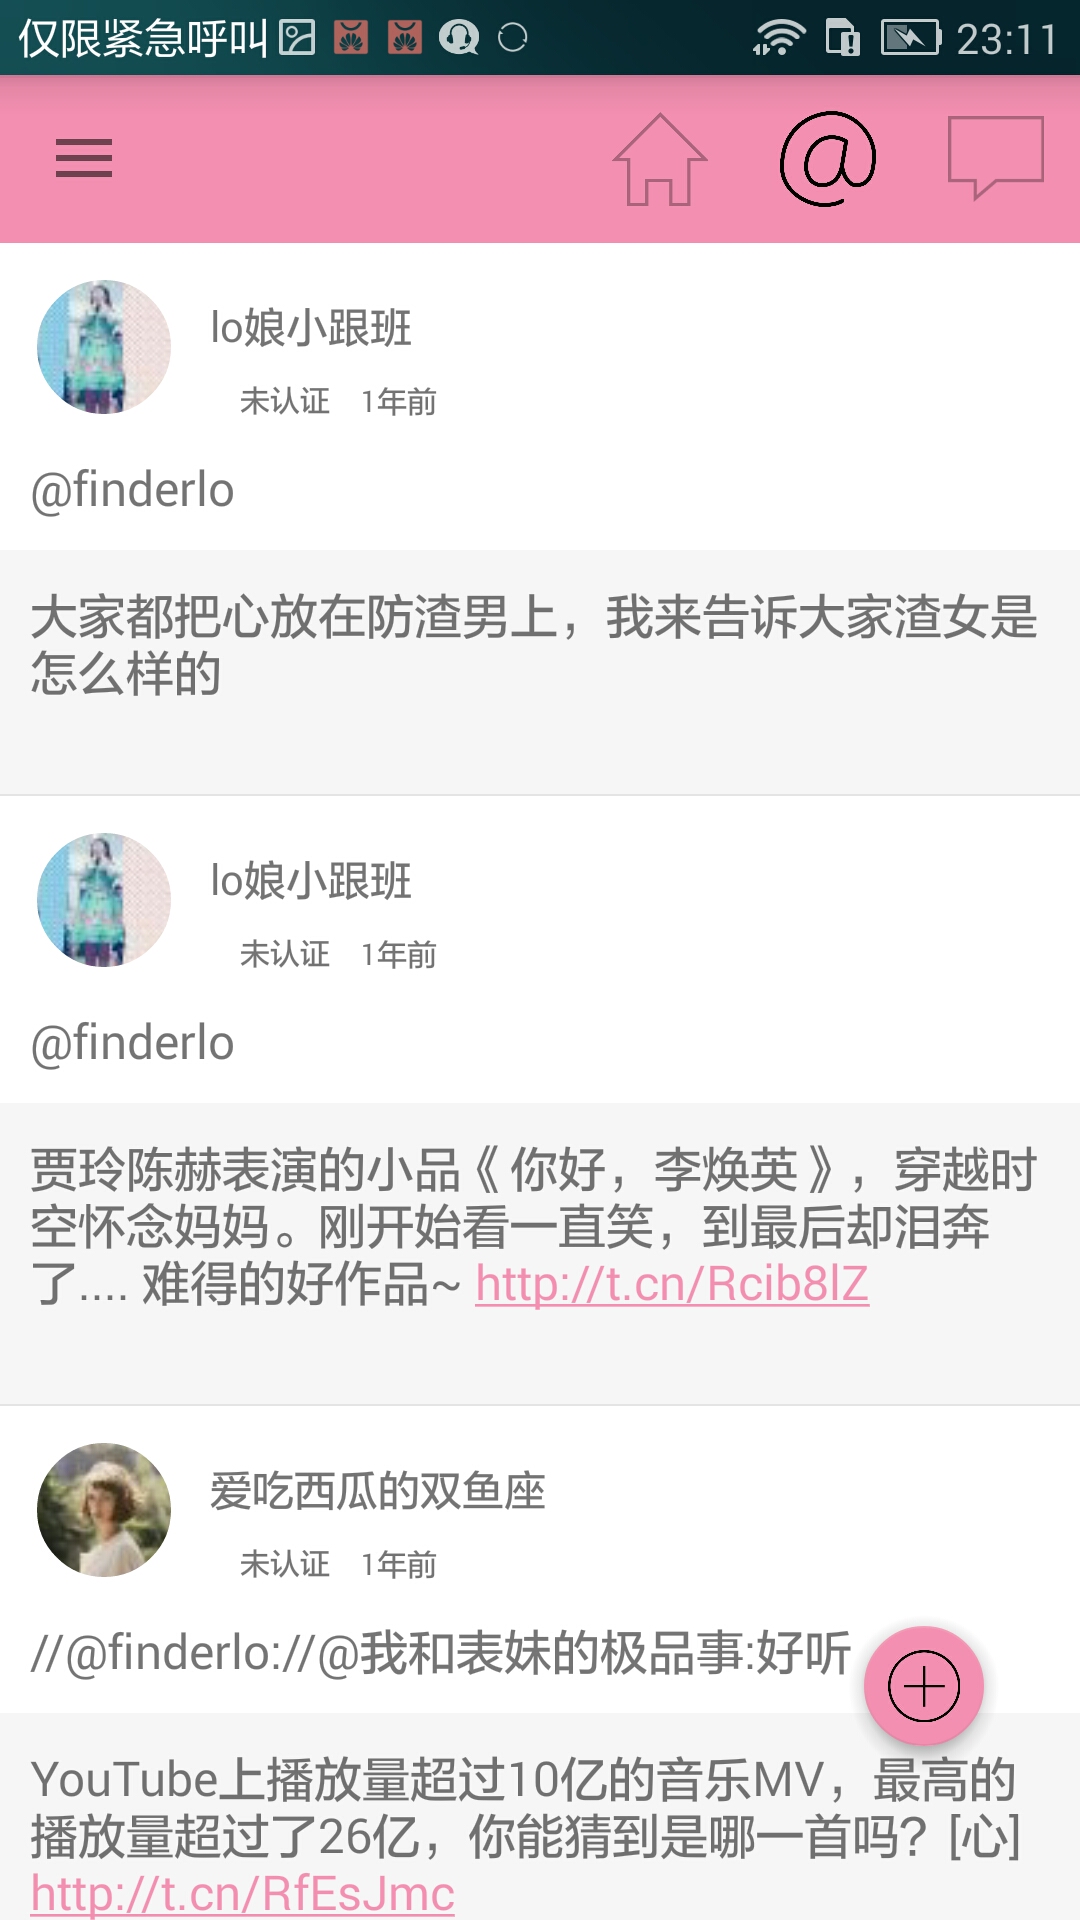 仅限紧急呼叫 23:11
@
lo娘小跟班
未认证 1年前
@finderlo
大家都把心放在防渣男上，我来告诉大家渣女是
怎么样的
lo娘小跟班
未认证 1年前
@finderlo
贾玲陈赫表演的小品《你好，李焕英》，穿越时
空怀念妈妈。刚开始看一直笑，到最后却泪奔
了.... 难得的好作品~ http://t.cn/Rcib8lZ
爱吃西瓜的双鱼座
未认证 1年前
//@finderlo://@我和表妹的极品事:好听
YouTube上播放量超过10亿的音乐MV，最高的
播放量超过了26亿，你能猜到是哪一首吗？[心]
http://t.cn/RfEsJmc